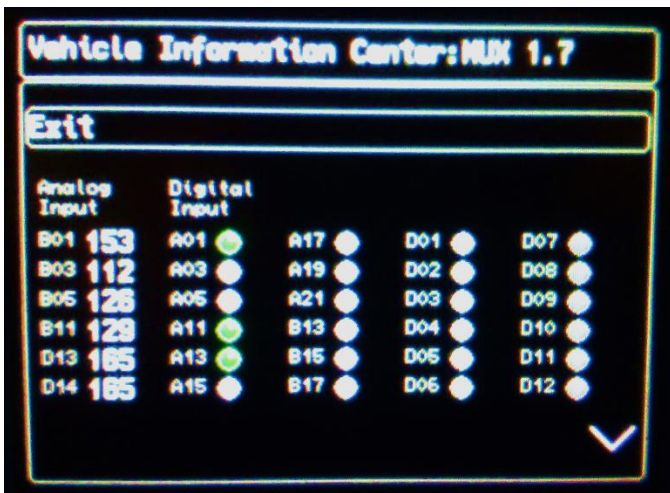 Vehicle Information Center:MUX 1.7
Exit
Analog Input
Digital Input
B01 153 A01 A17 D01 D07
B03 112 A03 A19 D02 D08
B05 126 A05 A21 D03 D09
B11 129 A11 B13 D04 D10
D13 165 A13 B15 D05 D11
D14 165 A15 B17 D06 D12